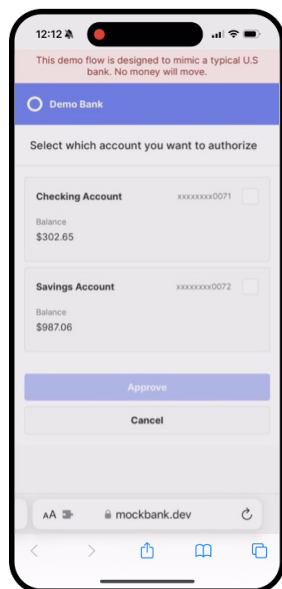 12:12
This demo flow is designed to mimic a typical U.S
bank. No money will move.
Demo Bank
Select which account you want to authorize
Checking Account xxxxxxxx0071
Balance
$302.65
Savings Account xxxxxxxx0072
Balance
$987.06
Approve
Cancel
AA mockbank.dev